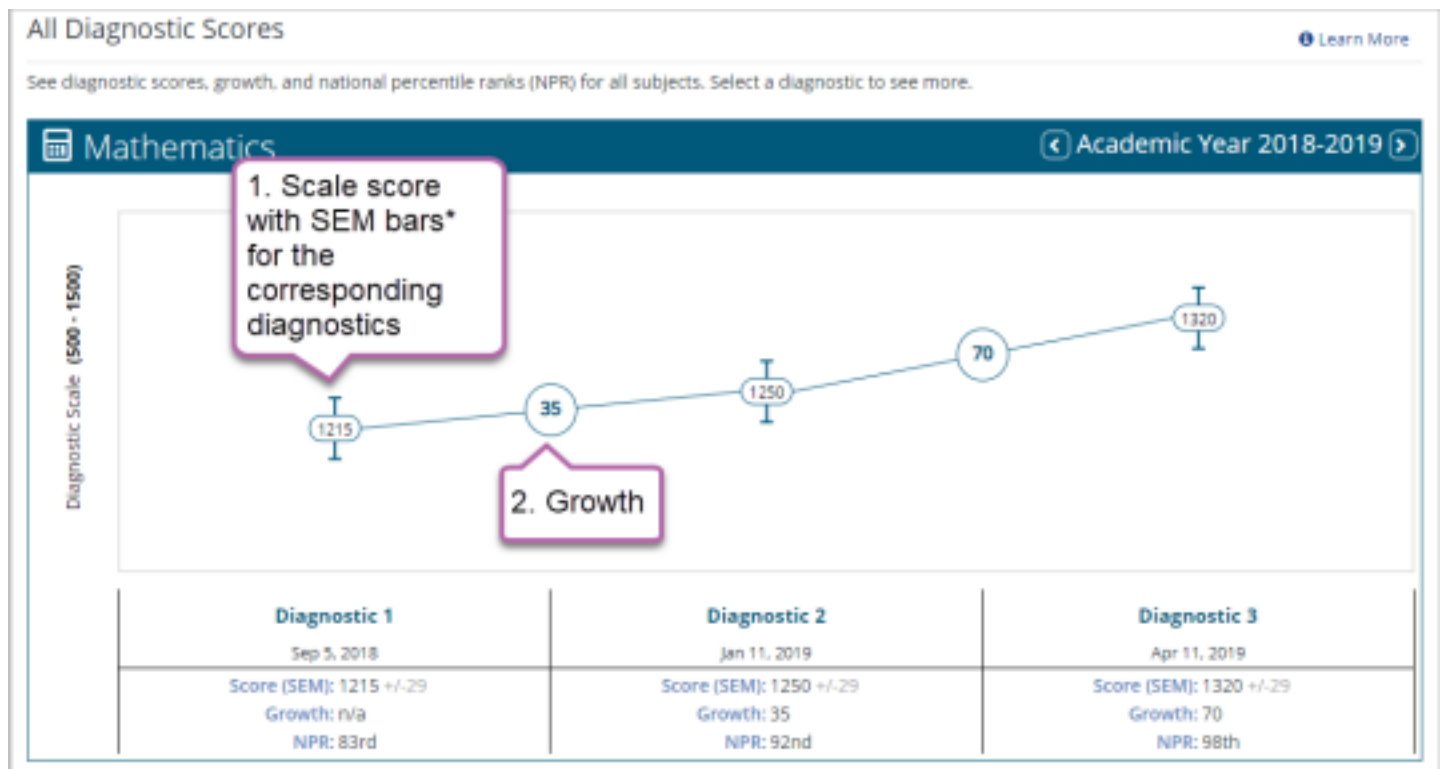 All Diagnostic Scores
Learn More
See diagnostic scores, growth, and national percentile ranks (NPR) for all subjects. Select a diagnostic to see more.
Mathematics
Academic Year 2018-2019
1. Scale score
with SEM bars*
for the
corresponding
diagnostics
Diagnostic Scale (500 - 1500)
1320
70
1250
35
1215
2. Growth
Diagnostic 1
Diagnostic 2
Diagnostic 3
Sep 5, 2018
Jan 11, 2019
Apr 11, 2019
Score (SEM): 1215 +/-29
Score (SEM): 1250 +/-29
Score (SEM): 1320 +/-29
Growth: n/a
Growth: 35
Growth: 70
NPR: 83rd
NPR: 92nd
NPR: 98th